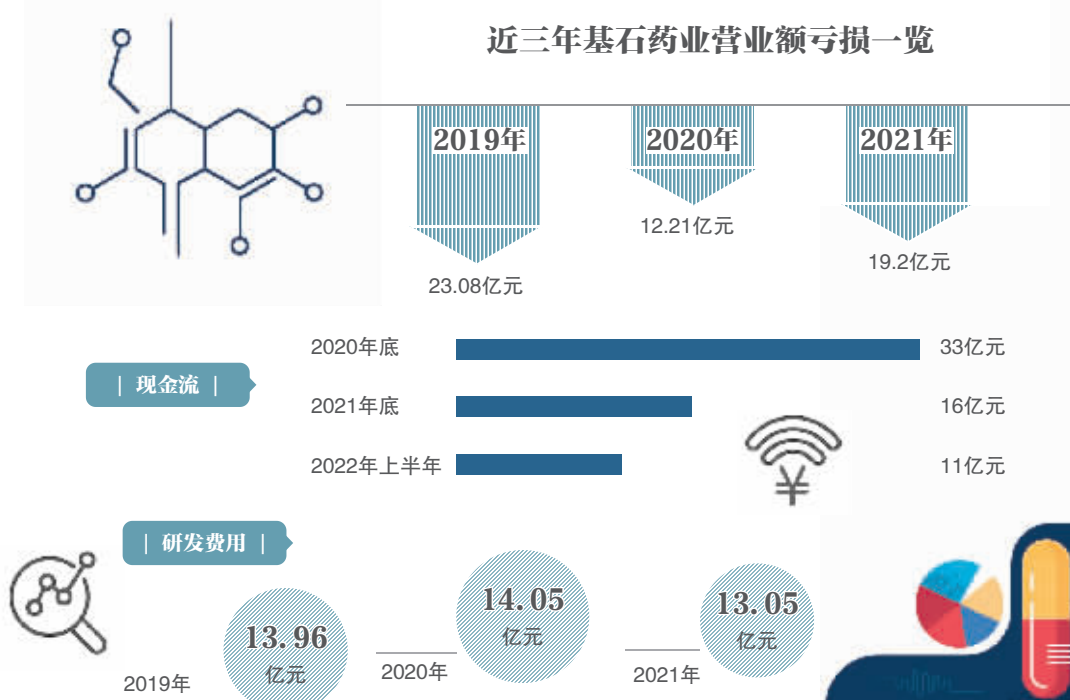 近三年基石药业营业额亏损一览
2019年
2020年
2021年
23.08亿元
12.21亿元
19.2亿元
| 现金流 |
2020年底
33亿元
2021年底
16亿元
2022年上半年
11亿元
¥
| 研发费用 |
13.96
亿元
2019年
14.05
亿元
2020年
13.05
亿元
2021年